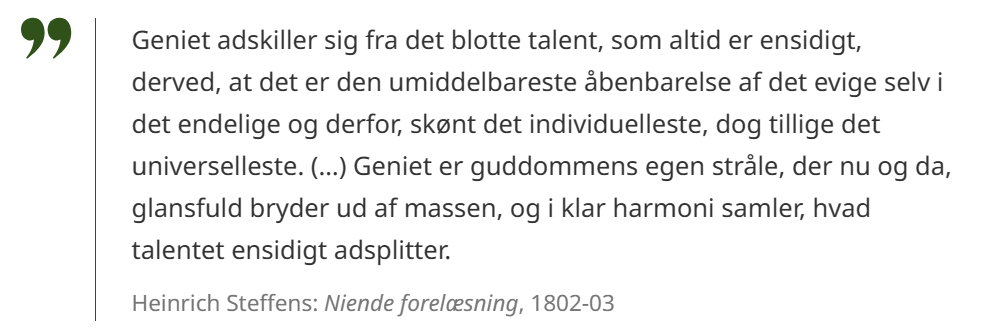 Geniet adskiller sig fra det blotte talent, som altid er ensidigt,
derved, at det er den umiddelbareste åbenbarelse af det evige selv i
det endelige og derfor, skønt det individuelleste, dog tillige det
universelleste. (...) Geniet er guddommens egen stråle, der nu og da,
glansfuld bryder ud af massen, og i klar harmoni samler, hvad
talentet ensidigt adsplitter.
Heinrich Steffens: Niende forelæsning, 1802-03